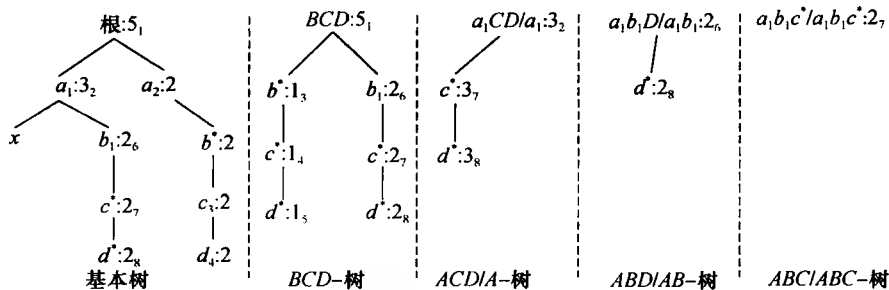 根:5₁ BCD:5₁ a₁CD/a₁:3₂ a₁b₁D/a₁b₁:2₆ a₁b₁c*/a₁b₁c*:2₇
a₁:3₂ a₂:2 b*:1₃ b₁:2₆ c*:3₇ d*:2₈
x b₁:2₆ b*:2 c*:1₄ c*:2₇ d*:3₈
c*:2₇ c₃:2 d*:1₅ d*:2₈
d*:2₈ d₄:2
基本树 BCD-树 ACD/A-树 ABD/AB-树 ABC/ABC-树